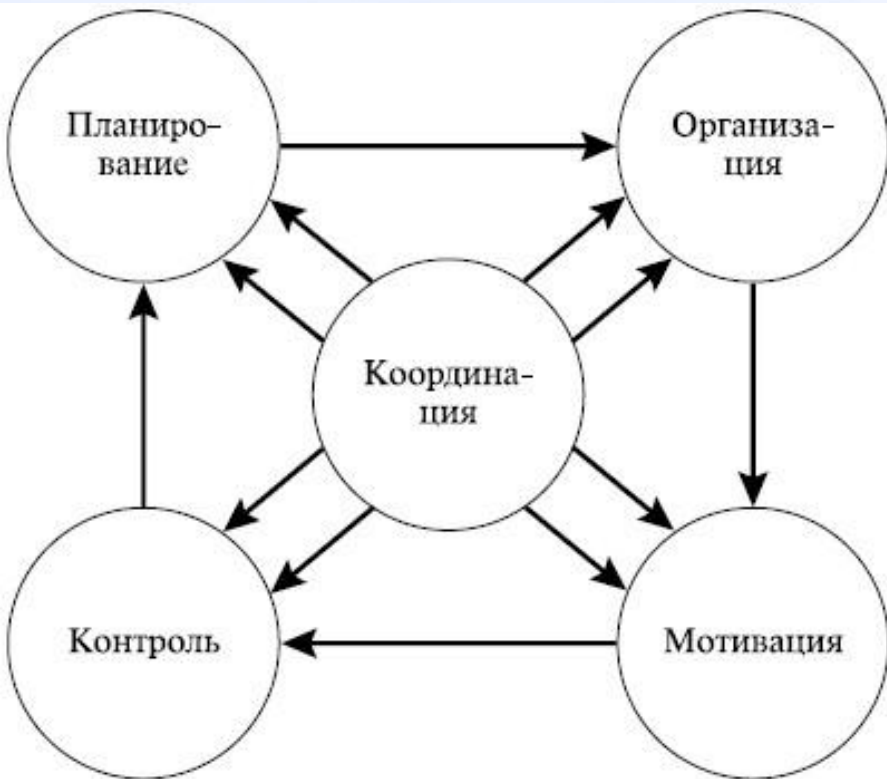 Планиро-
вание
Организа-
ция
Координа-
ция
Контроль
Мотивация